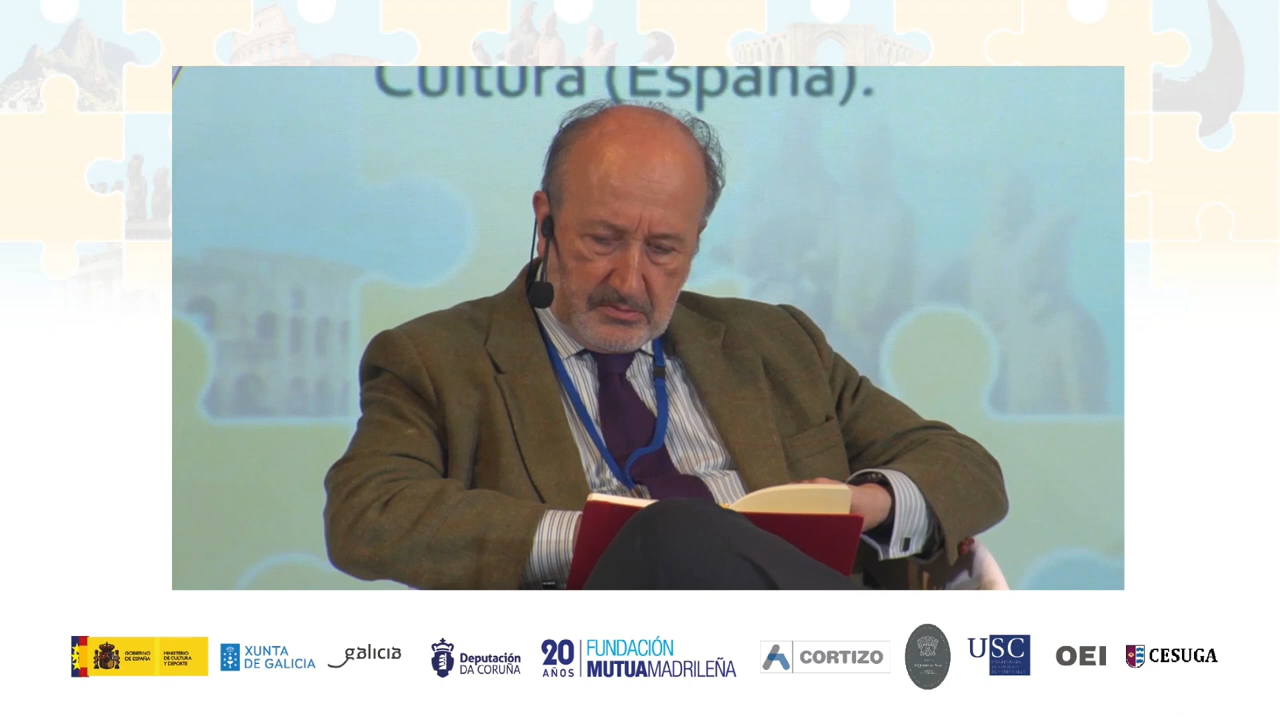 Cultura (España).
GOBIERNO
DE ESPAÑA
MINISTERIO
DE CULTURA
Y DEPORTE
XUNTA
DE GALICIA
galicia
Deputación
DA CORUÑA
20
AÑOS
FUNDACIÓN
MUTUAMADRILEÑA
CORTIZO
USC
OEI
CESUGA